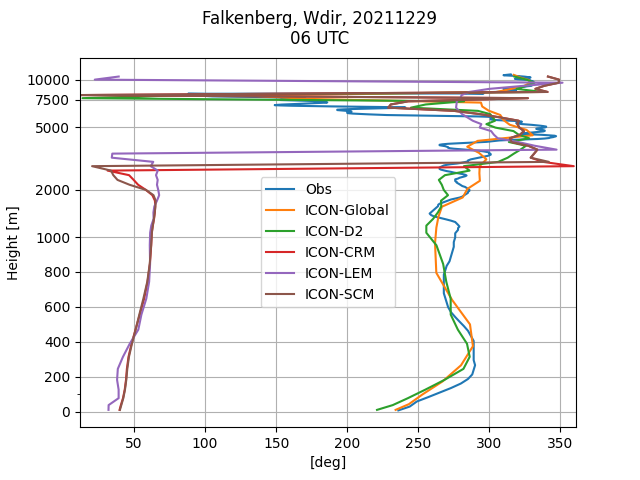 Falkenberg, Wdir, 20211229
06 UTC
Height [m]
10000
7500
5000
2000
1000
800
600
400
200
0
Obs
ICON-Global
ICON-D2
ICON-CRM
ICON-LEM
ICON-SCM
50 100 150 200 250 300 350
[deg]